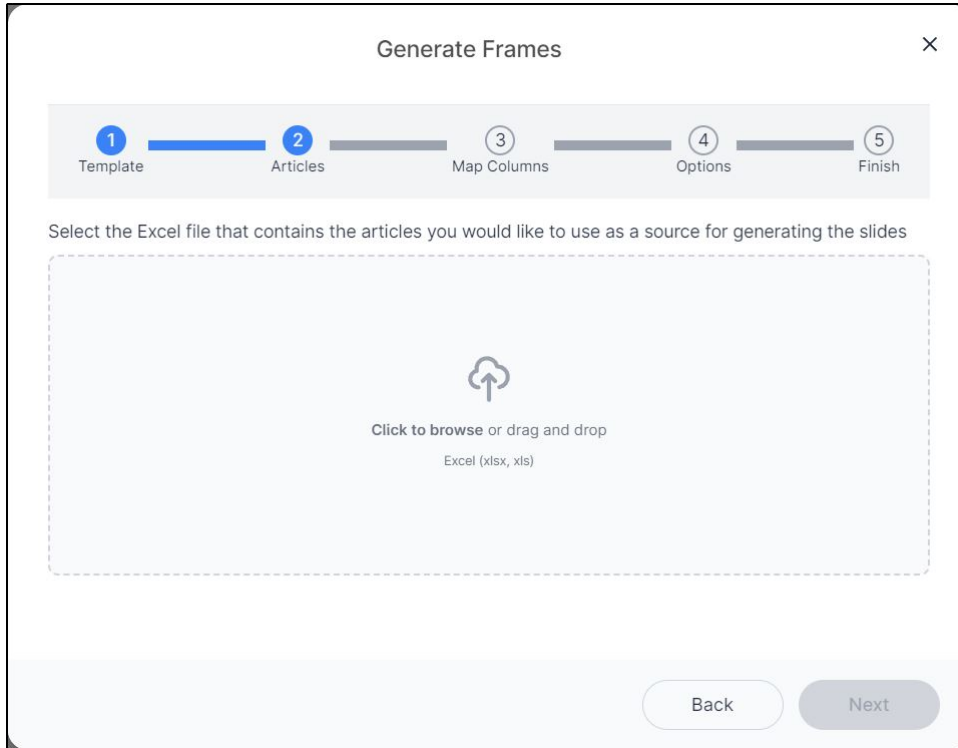 Generate Frames
1 2 3 4 5
Template Articles Map Columns Options Finish
Select the Excel file that contains the articles you would like to use as a source for generating the slides
Click to browse or drag and drop
Excel (xlsx, xls)
Back Next